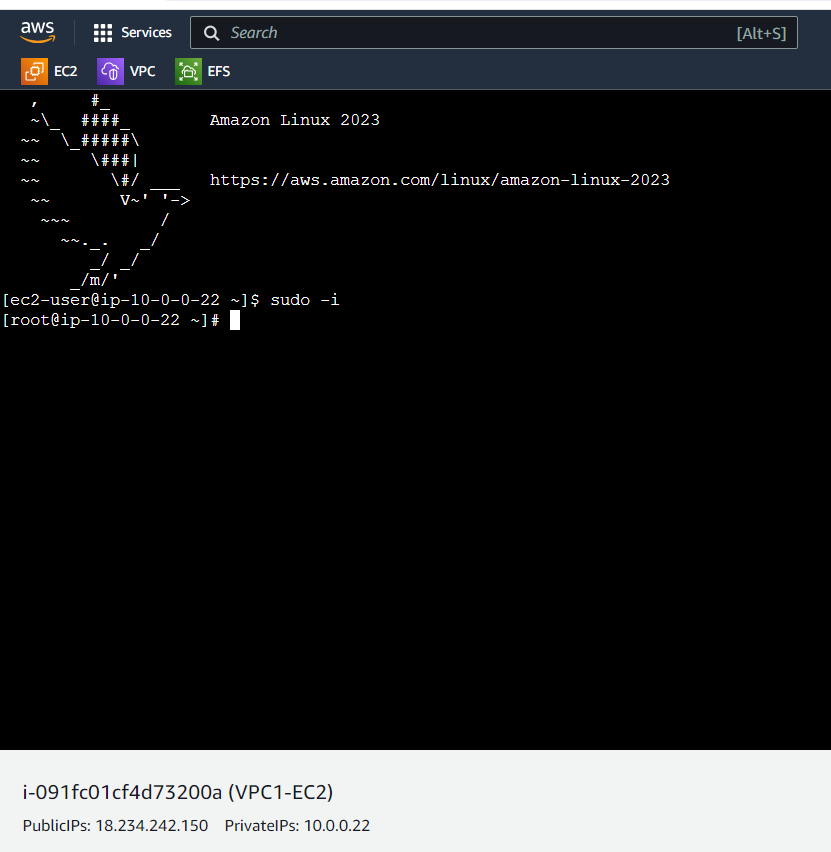 aws
Services
Search
[Alt+S]
EC2
VPC
EFS
   ,     #_
   ~\_  ####_        Amazon Linux 2023
  ~~  \_#####\
  ~~     \###|
  ~~       \#/ ___   https://aws.amazon.com/linux/amazon-linux-2023
   ~~       V~' '->
    ~~~         /
      ~~._.   _/
         _/ _/
       _/m/'
[ec2-user@ip-10-0-0-22 ~]$ sudo -i
[root@ip-10-0-0-22 ~]#
i-091fc01cf4d73200a (VPC1-EC2)
PublicIPs: 18.234.242.150 PrivateIPs: 10.0.0.22